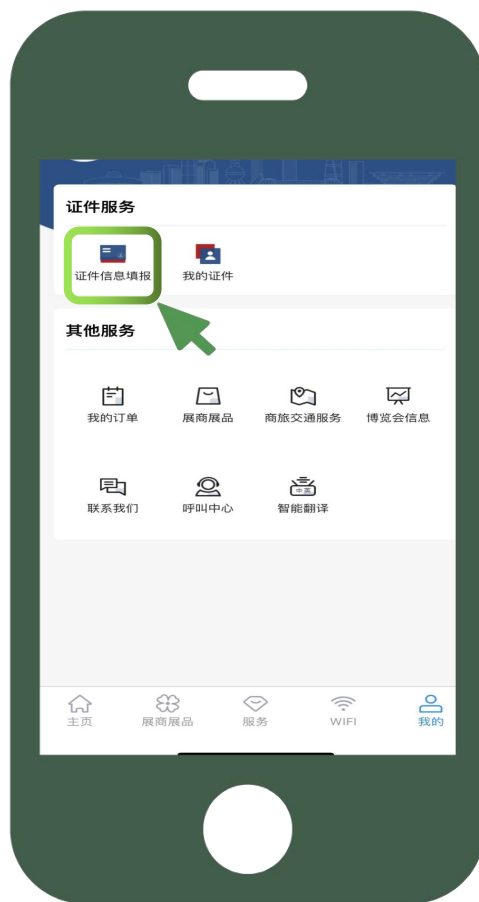 证件服务
证件信息填报 我的证件
其他服务
我的订单 展商展品 商旅交通服务 博览会信息
联系我们 呼叫中心 智能翻译
主页 展商展品 服务 WIFI 我的